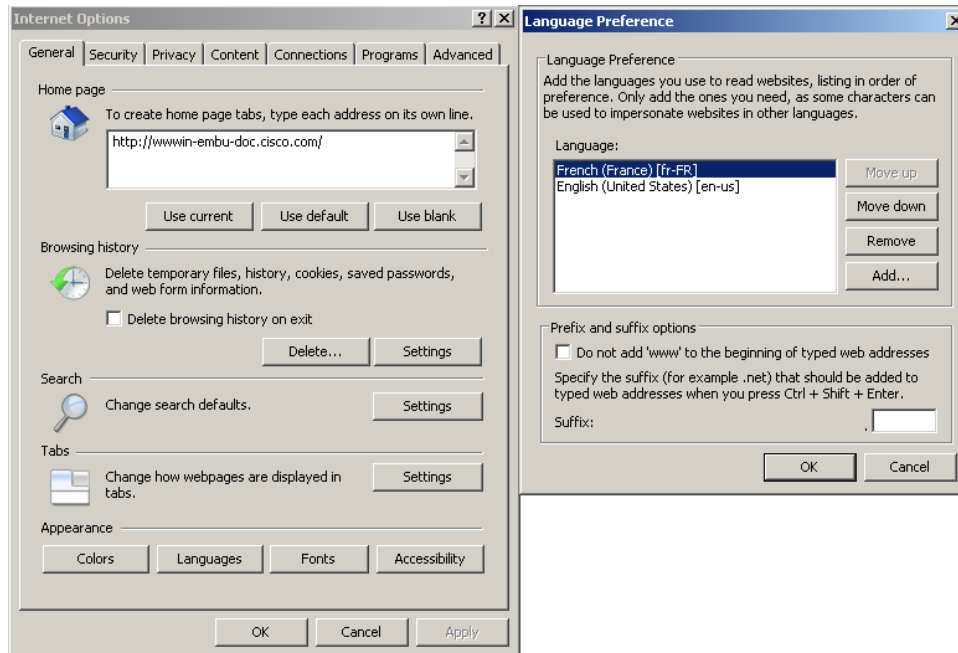 Internet Options
General
Security
Privacy
Content
Connections
Programs
Advanced
Home page
To create home page tabs, type each address on its own line.
http://wwwin-embu-doc.cisco.com/
Use current
Use default
Use blank
Browsing history
Delete temporary files, history, cookies, saved passwords,
and web form information.
Delete browsing history on exit
Delete...
Settings
Search
Change search defaults.
Settings
Tabs
Change how webpages are displayed in
tabs.
Settings
Appearance
Colors
Languages
Fonts
Accessibility
OK
Cancel
Apply
Language Preference
Language Preference
Add the languages you use to read websites, listing in order of
preference. Only add the ones you need, as some characters can
be used to impersonate websites in other languages.
Language:
French (France) [fr-FR]
English (United States) [en-us]
Move up
Move down
Remove
Add...
Prefix and suffix options
Do not add 'www' to the beginning of typed web addresses
Specify the suffix (for example .net) that should be added to
typed web addresses when you press Ctrl + Shift + Enter.
Suffix:
.
OK
Cancel